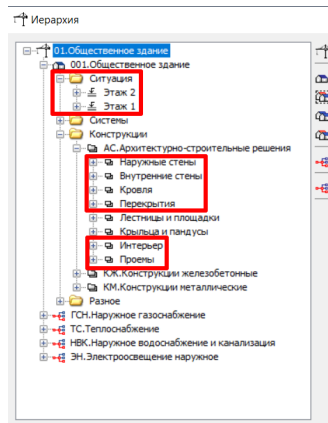 Иерархия
01.Общественное здание
001.Общественное здание
Ситуация
Этаж 2
Этаж 1
Системы
Конструкции
АС.Архитектурно-строительные решения
Наружные стены
Внутренние стены
Кровля
Перекрытия
Лестницы и площадки
Крыльца и пандусы
Интерьер
Проемы
КЖ.Конструкции железобетонные
КМ.Конструкции металлические
Разное
ГСН.Наружное газоснабжение
ТС.Теплоснабжение
НВК.Наружное водоснабжение и канализация
ЭН.Электроосвещение наружное